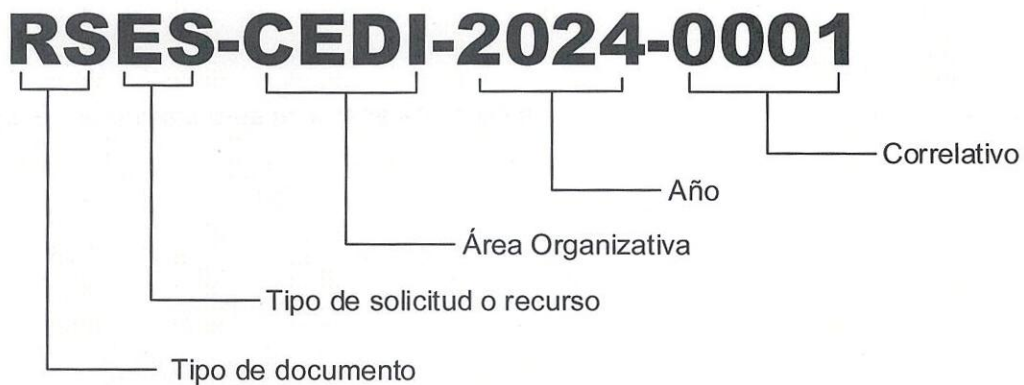 RSES-CEDI-2024-0001
Correlativo
Año
Área Organizativa
Tipo de solicitud o recurso
Tipo de documento